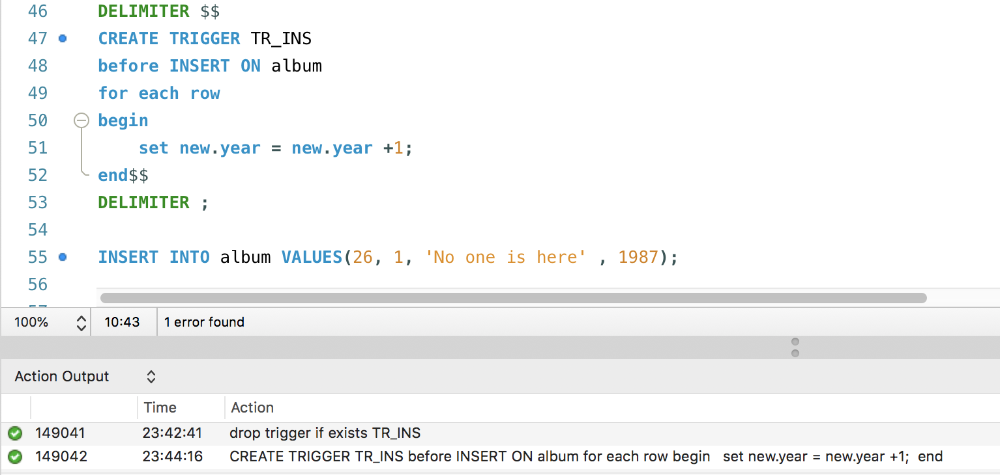 46 DELIMITER $$
47 CREATE TRIGGER TR_INS
48 before INSERT ON album
49 for each row
50 begin
51 set new.year = new.year +1;
52 end$$
53 DELIMITER ;
54
55 INSERT INTO album VALUES(26, 1, 'No one is here' , 1987);
56
100% 10:43 1 error found
Action Output
Time Action
149041 23:42:41 drop trigger if exists TR_INS
149042 23:44:16 CREATE TRIGGER TR_INS before INSERT ON album for each row begin set new.year = new.year +1; end